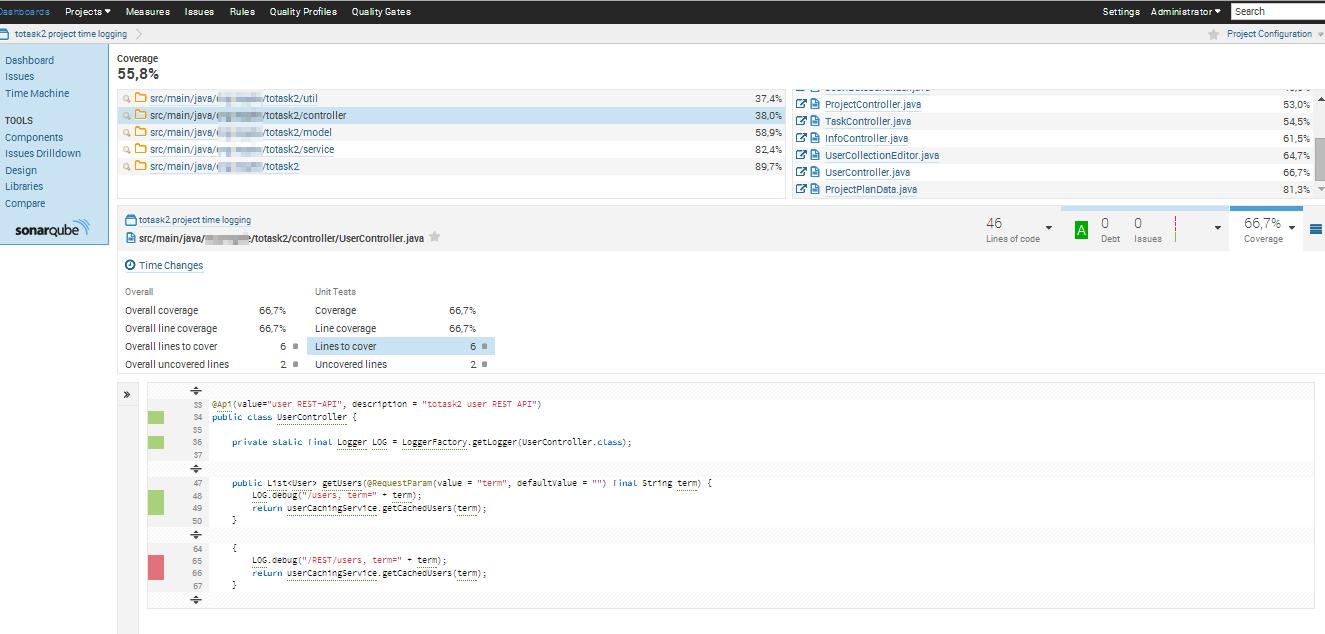 Dashboards Projects Measures Issues Rules Quality Profiles Quality Gates Settings Administrator Search
totask2 project time logging Project Configuration
Dashboard
Issues
Time Machine
TOOLS
Components
Issues Drilldown
Design
Libraries
Compare
sonarqube
Coverage
55,8%
src/main/java/ /totask2/util 37,4%
src/main/java/ /totask2/controller 38,0%
src/main/java/ /totask2/model 58,9%
src/main/java/ /totask2/service 82,4%
src/main/java/ /totask2 89,7%
ProjectController.java 53,0%
TaskController.java 54,5%
InfoController.java 61,5%
UserCollectionEditor.java 64,7%
UserController.java 66,7%
ProjectPlanData.java 81,3%
totask2 project time logging
src/main/java/ /totask2/controller/UserController.java
46
Lines of code
A
0
Debt
0
Issues
66,7%
Coverage
Time Changes
Overall Unit Tests
Overall coverage 66,7% Coverage 66,7%
Overall line coverage 66,7% Line coverage 66,7%
Overall lines to cover 6 Lines to cover 6
Overall uncovered lines 2 Uncovered lines 2
»
33 @Api(value="user REST-API", description = "totask2 user REST API")
34 public class UserController {
35
36 private static final Logger LOG = LoggerFactory.getLogger(UserController.class);
37
47 public List<User> getUsers(@RequestParam(value = "term", defaultValue = "") final String term) {
48 LOG.debug("/users, term=" + term);
49 return userCachingService.getCachedUsers(term);
50 }
64 {
65 LOG.debug("/REST/users, term=" + term);
66 return userCachingService.getCachedUsers(term);
67 }